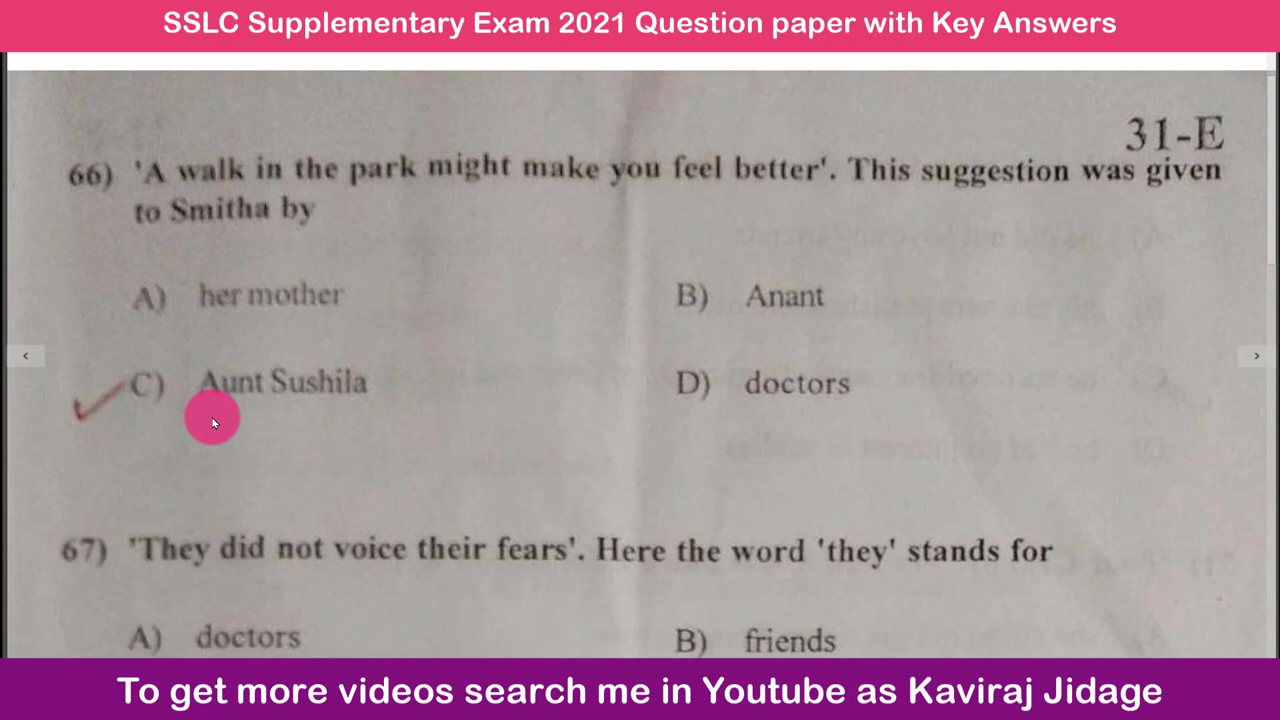 SSLC Supplementary Exam 2021 Question paper with Key Answers
31-E
66) 'A walk in the park might make you feel better'. This suggestion was given
to Smitha by
A) her mother B) Anant
C) Aunt Sushila D) doctors
67) 'They did not voice their fears'. Here the word 'they' stands for
A) doctors B) friends
To get more videos search me in Youtube as Kaviraj Jidage